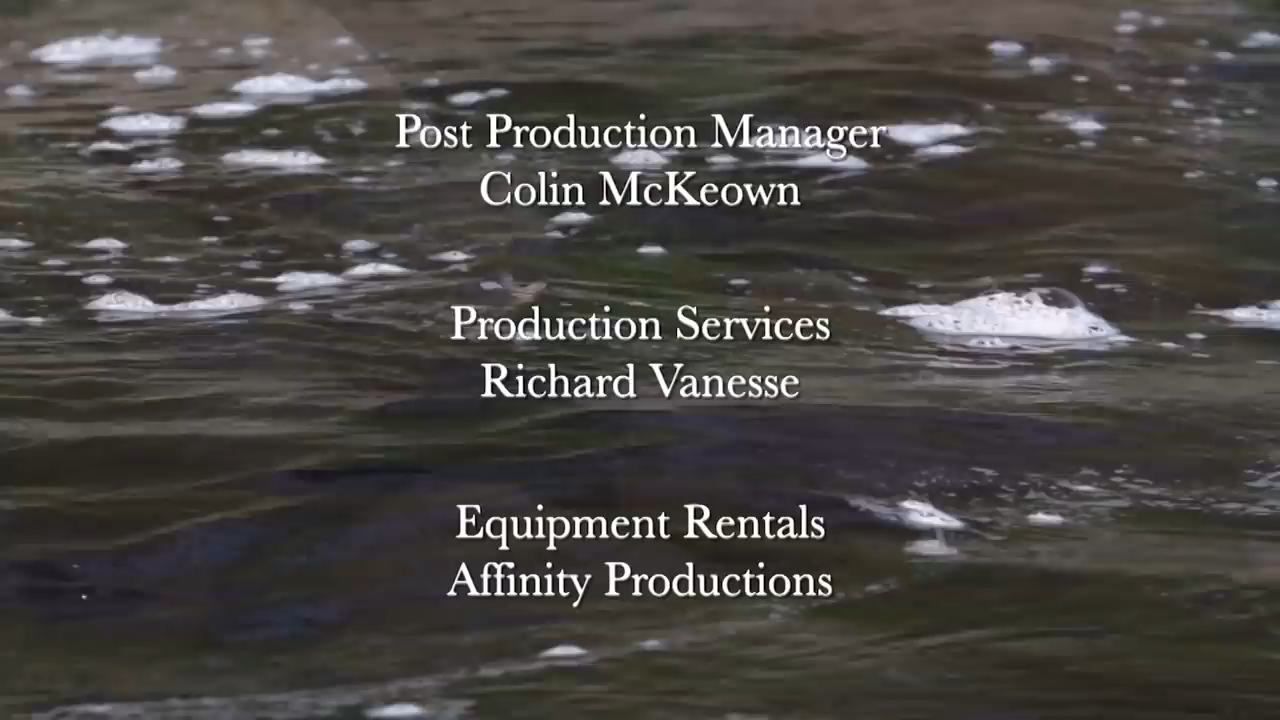 Post Production Manager
Colin McKeown
Production Services
Richard Vanesse
Equipment Rentals
Affinity Productions